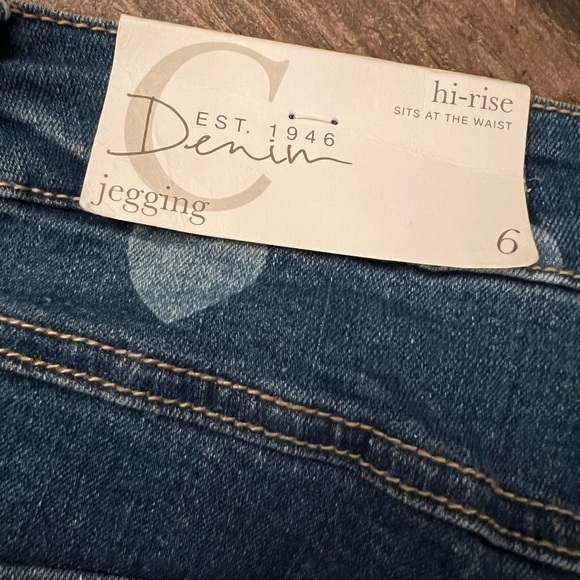 C
EST. 1946
Denim
jegging
hi-rise
SITS AT THE WAIST
6